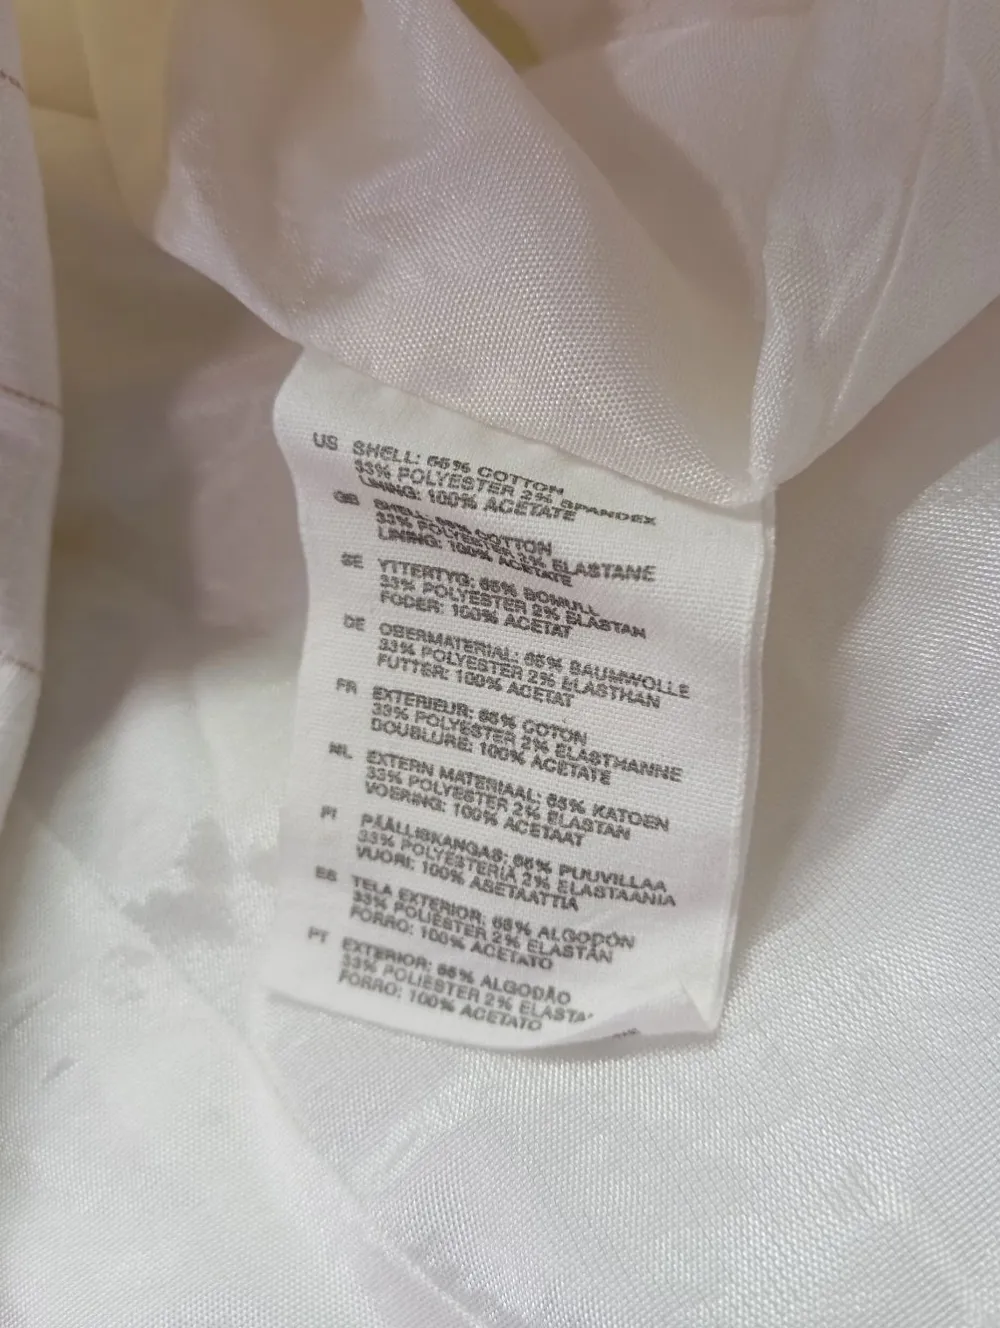 US SHELL: 65% COTTON
33% POLYESTER 2% SPANDEX
LINING: 100% ACETATE
GB SHELL: 65% COTTON
33% POLYESTER 2% ELASTANE
LINING: 100% ACETATE
SE YTTERTYG: 65% BOMULL
33% POLYESTER 2% ELASTAN
FODER: 100% ACETAT
DE OBERMATERIAL: 65% BAUMWOLLE
33% POLYESTER 2% ELASTHAN
FUTTER: 100% ACETAT
FR EXTERIEUR: 65% COTON
33% POLYESTER 2% ELASTHANNE
DOUBLURE: 100% ACETATE
NL EXTERN MATERIAAL: 65% KATOEN
33% POLYESTER 2% ELASTAN
VOERING: 100% ACETAAT
FI PÄÄLLISKANGAS: 65% PUUVILLAA
33% POLYESTERIA 2% ELASTAANIA
VUORI: 100% ASETAATTIA
ES TELA EXTERIOR: 65% ALGODÓN
33% POLIÉSTER 2% ELASTÁN
FORRO: 100% ACETATO
PT EXTERIOR: 65% ALGODÃO
33% POLIESTER 2% ELASTA
FORRO: 100% ACETATO